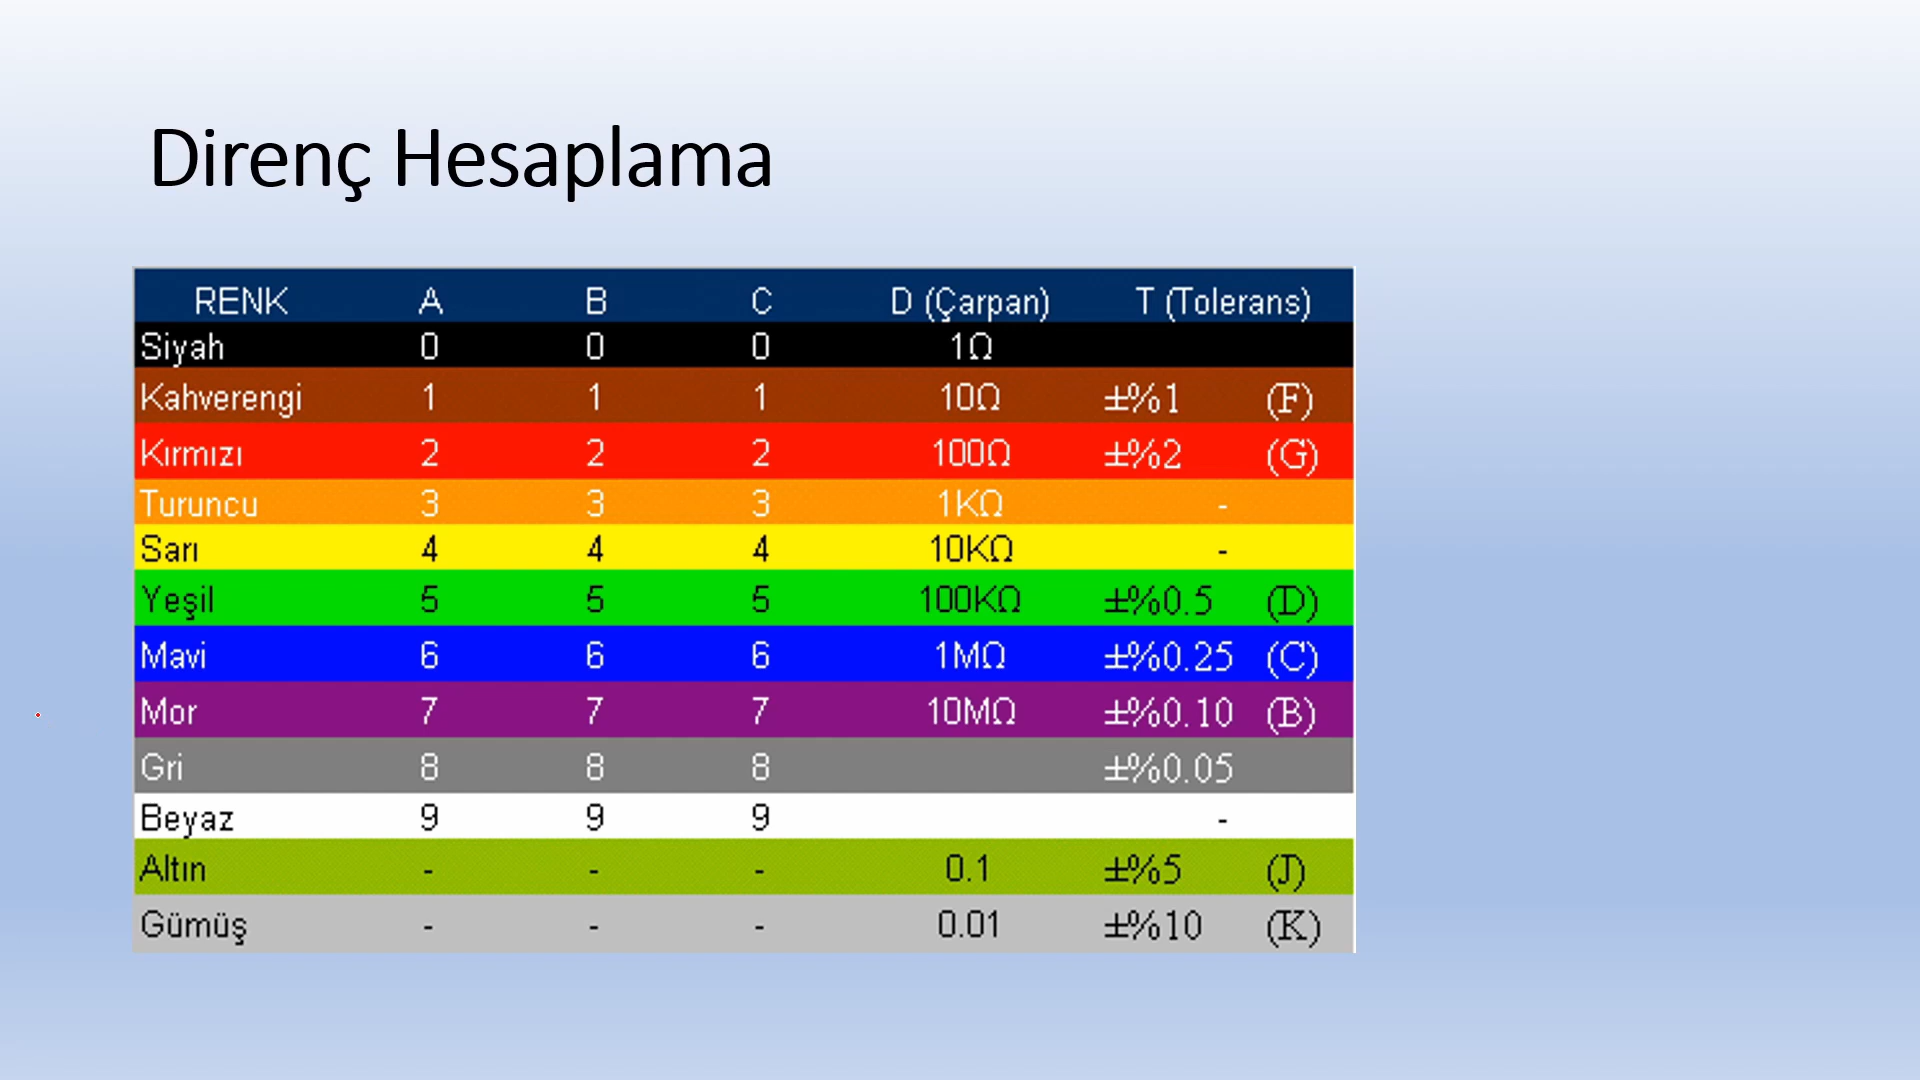 Direnç Hesaplama
RENK A B C D (Çarpan) T (Tolerans)
Siyah 0 0 0 1Ω
Kahverengi 1 1 1 10Ω ±%1 (F)
Kırmızı 2 2 2 100Ω ±%2 (G)
Turuncu 3 3 3 1KΩ -
Sarı 4 4 4 10KΩ -
Yeşil 5 5 5 100KΩ ±%0.5 (D)
Mavi 6 6 6 1MΩ ±%0.25 (C)
Mor 7 7 7 10MΩ ±%0.10 (B)
Gri 8 8 8 ±%0.05
Beyaz 9 9 9 -
Altın - - - 0.1 ±%5 (J)
Gümüş - - - 0.01 ±%10 (K)